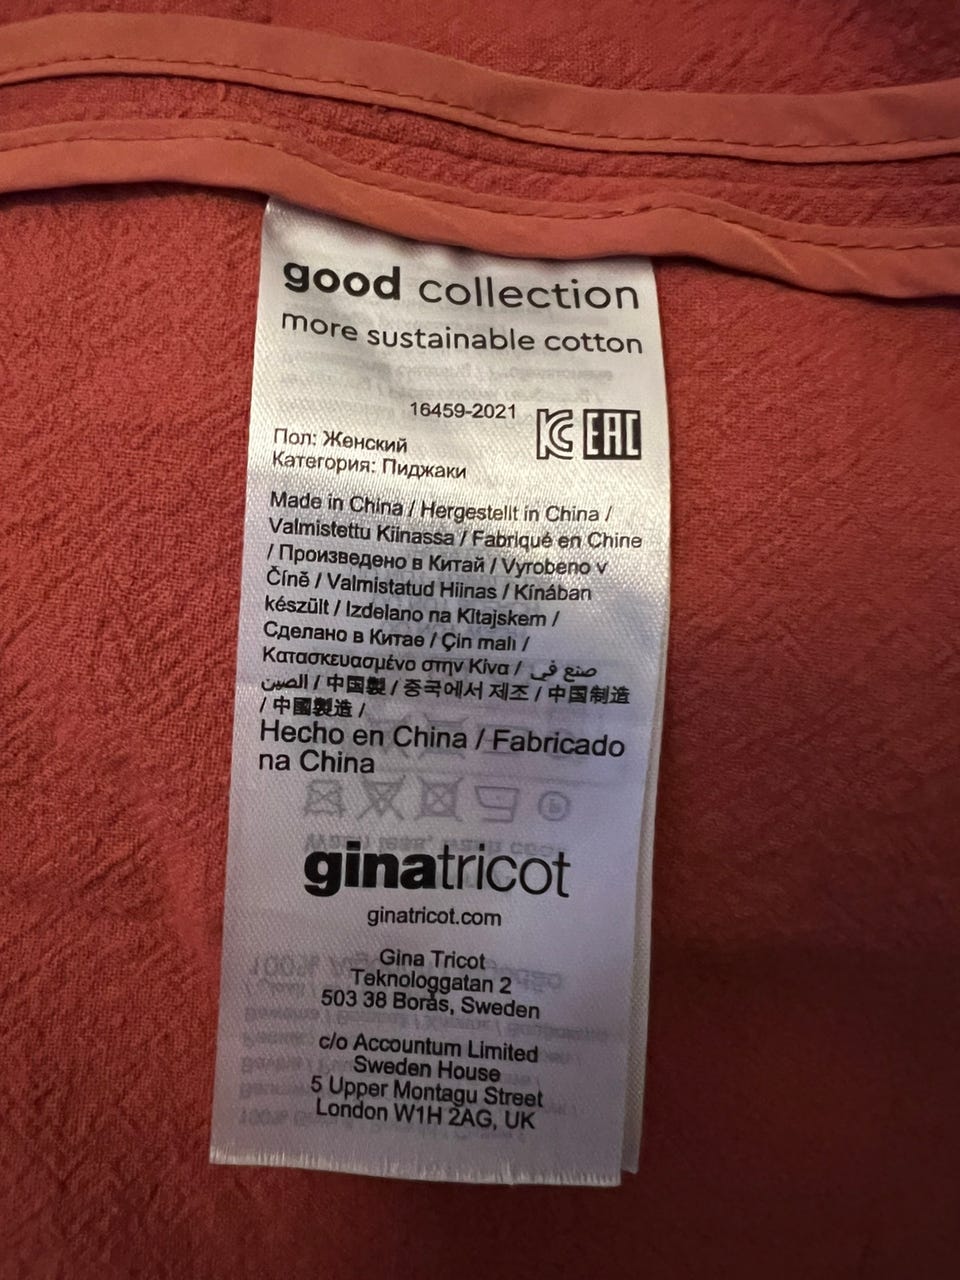 good collection
more sustainable cotton
16459-2021
EAC
Пол: Женский
Категория: Пиджаки
Made in China / Hergestellt in China /
Valmistettu Kiinassa / Fabriqué en Chine
/ Произведено в Китай / Vyrobeno v
Číně / Valmistatud Hiinas / Kínában
készült / Izdelano na Kitajskem /
Сделано в Китае / Çin malı /
Κατασκευασμένο στην Κίνα / صنع في
الصين / 中国製 / 중국에서 제조 / 中国制造
/ 中國製造 /
Hecho en China / Fabricado
na China
ginatricot
ginatricot.com
Gina Tricot
Teknologgatan 2
503 38 Borås, Sweden
c/o Accountum Limited
Sweden House
5 Upper Montagu Street
London W1H 2AG, UK